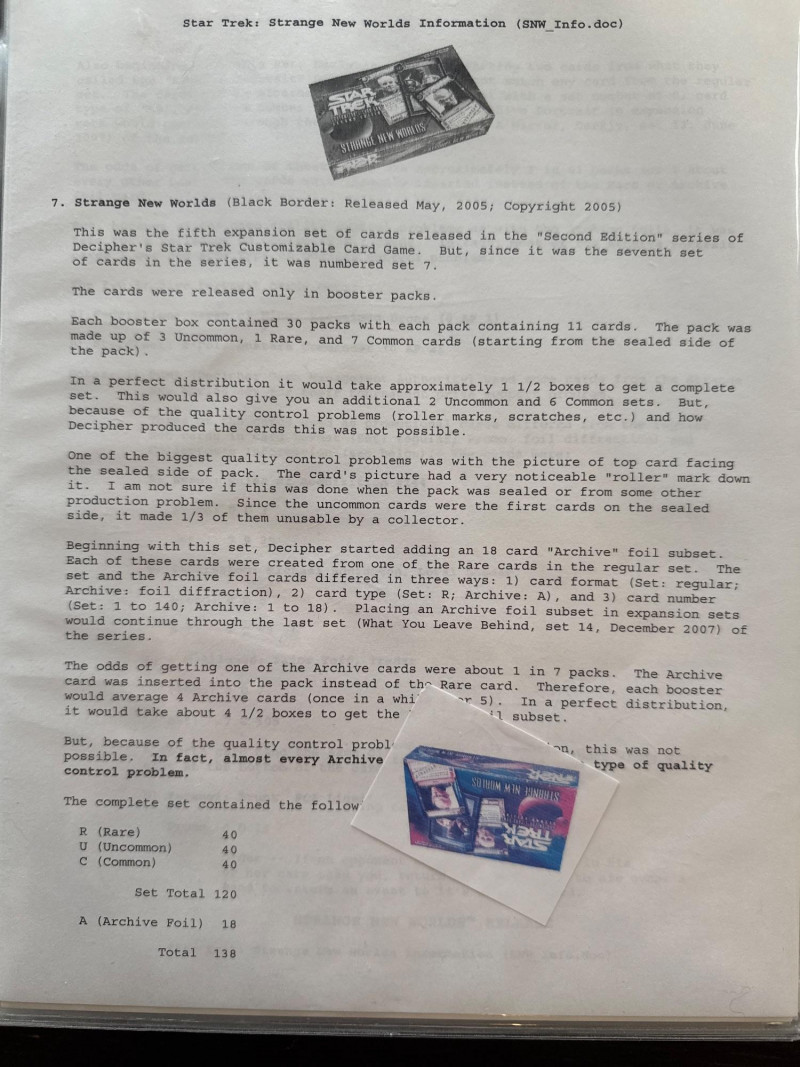 Star Trek: Strange New Worlds Information (SNW_Info.doc)
STAR
TREK
STRANGE NEW WORLDS
7. Strange New Worlds (Black Border: Released May, 2005; Copyright 2005)
This was the fifth expansion set of cards released in the "Second Edition" series of
Decipher's Star Trek Customizable Card Game. But, since it was the seventh set
of cards in the series, it was numbered set 7.
The cards were released only in booster packs.
Each booster box contained 30 packs with each pack containing 11 cards. The pack was
made up of 3 Uncommon, 1 Rare, and 7 Common cards (starting from the sealed side of
the pack).
In a perfect distribution it would take approximately 1 1/2 boxes to get a complete
set. This would also give you an additional 2 Uncommon and 6 Common sets. But,
because of the quality control problems (roller marks, scratches, etc.) and how
Decipher produced the cards this was not possible.
One of the biggest quality control problems was with the picture of top card facing
the sealed side of pack. The card's picture had a very noticeable "roller" mark down
it. I am not sure if this was done when the pack was sealed or from some other
production problem. Since the uncommon cards were the first cards on the sealed
side, it made 1/3 of them unusable by a collector.
Beginning with this set, Decipher started adding an 18 card "Archive" foil subset.
Each of these cards were created from one of the Rare cards in the regular set. The
set and the Archive foil cards differed in three ways: 1) card format (Set: regular;
Archive: foil diffraction), 2) card type (Set: R; Archive: A), and 3) card number
(Set: 1 to 140; Archive: 1 to 18). Placing an Archive foil subset in expansion sets
would continue through the last set (What You Leave Behind, set 14, December 2007) of
the series.
The odds of getting one of the Archive cards were about 1 in 7 packs. The Archive
card was inserted into the pack instead of the Rare card. Therefore, each booster
would average 4 Archive cards (once in a whi r 5). In a perfect distribution,
it would take about 4 1/2 boxes to get the il subset.
But, because of the quality control probl on, this was not
possible. In fact, almost every Archive type of quality
control problem.
The complete set contained the follow
R (Rare) 40
U (Uncommon) 40
C (Common) 40
Set Total 120
A (Archive Foil) 18
Total 138
STAR
TREK
STRANGE NEW WORLDS